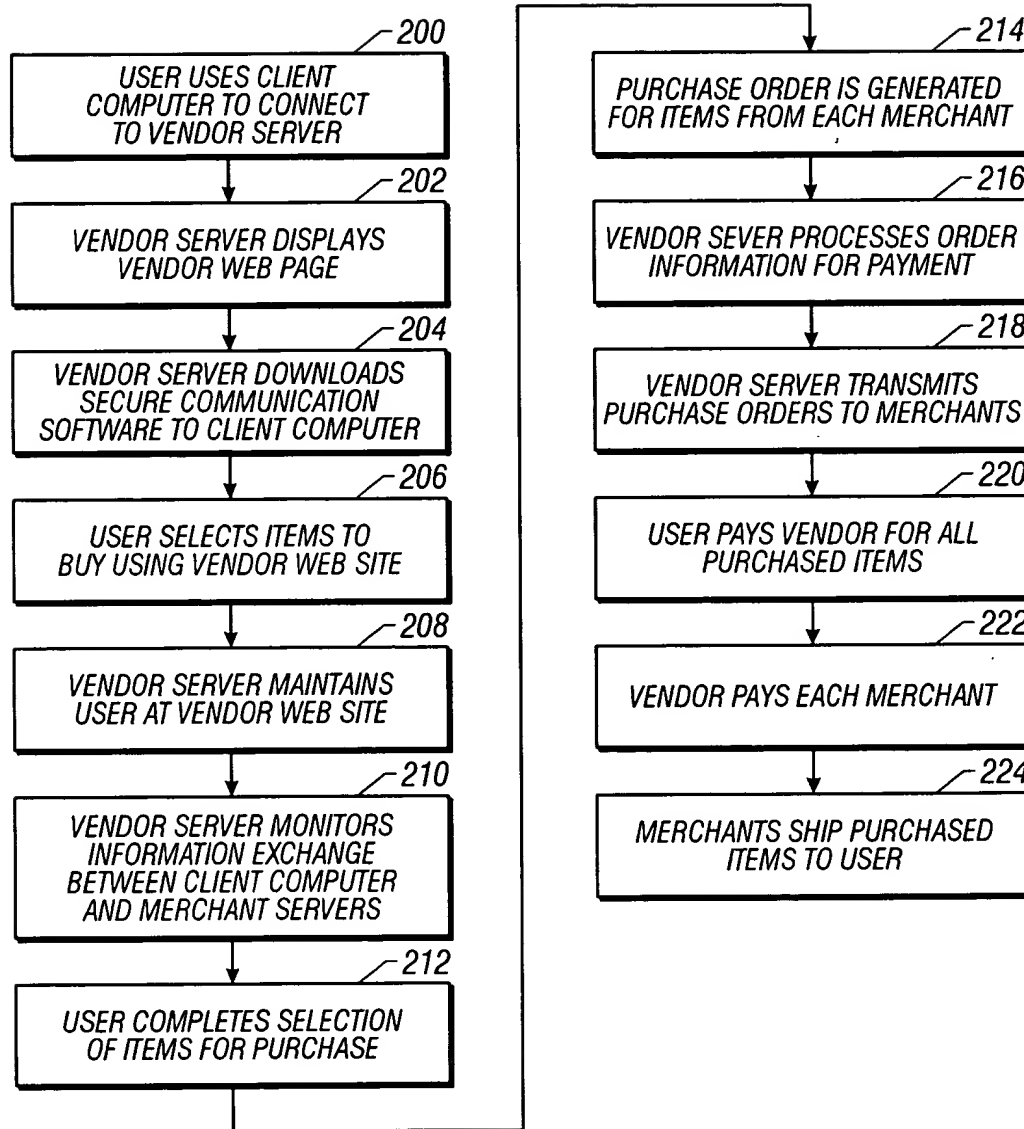 200
USER USES CLIENT
COMPUTER TO CONNECT
TO VENDOR SERVER
202
VENDOR SERVER DISPLAYS
VENDOR WEB PAGE
204
VENDOR SERVER DOWNLOADS
SECURE COMMUNICATION
SOFTWARE TO CLIENT COMPUTER
206
USER SELECTS ITEMS TO
BUY USING VENDOR WEB SITE
208
VENDOR SERVER MAINTAINS
USER AT VENDOR WEB SITE
210
VENDOR SERVER MONITORS
INFORMATION EXCHANGE
BETWEEN CLIENT COMPUTER
AND MERCHANT SERVERS
212
USER COMPLETES SELECTION
OF ITEMS FOR PURCHASE
214
PURCHASE ORDER IS GENERATED
FOR ITEMS FROM EACH MERCHANT
216
VENDOR SEVER PROCESSES ORDER
INFORMATION FOR PAYMENT
218
VENDOR SERVER TRANSMITS
PURCHASE ORDERS TO MERCHANTS
220
USER PAYS VENDOR FOR ALL
PURCHASED ITEMS
222
VENDOR PAYS EACH MERCHANT
224
MERCHANTS SHIP PURCHASED
ITEMS TO USER